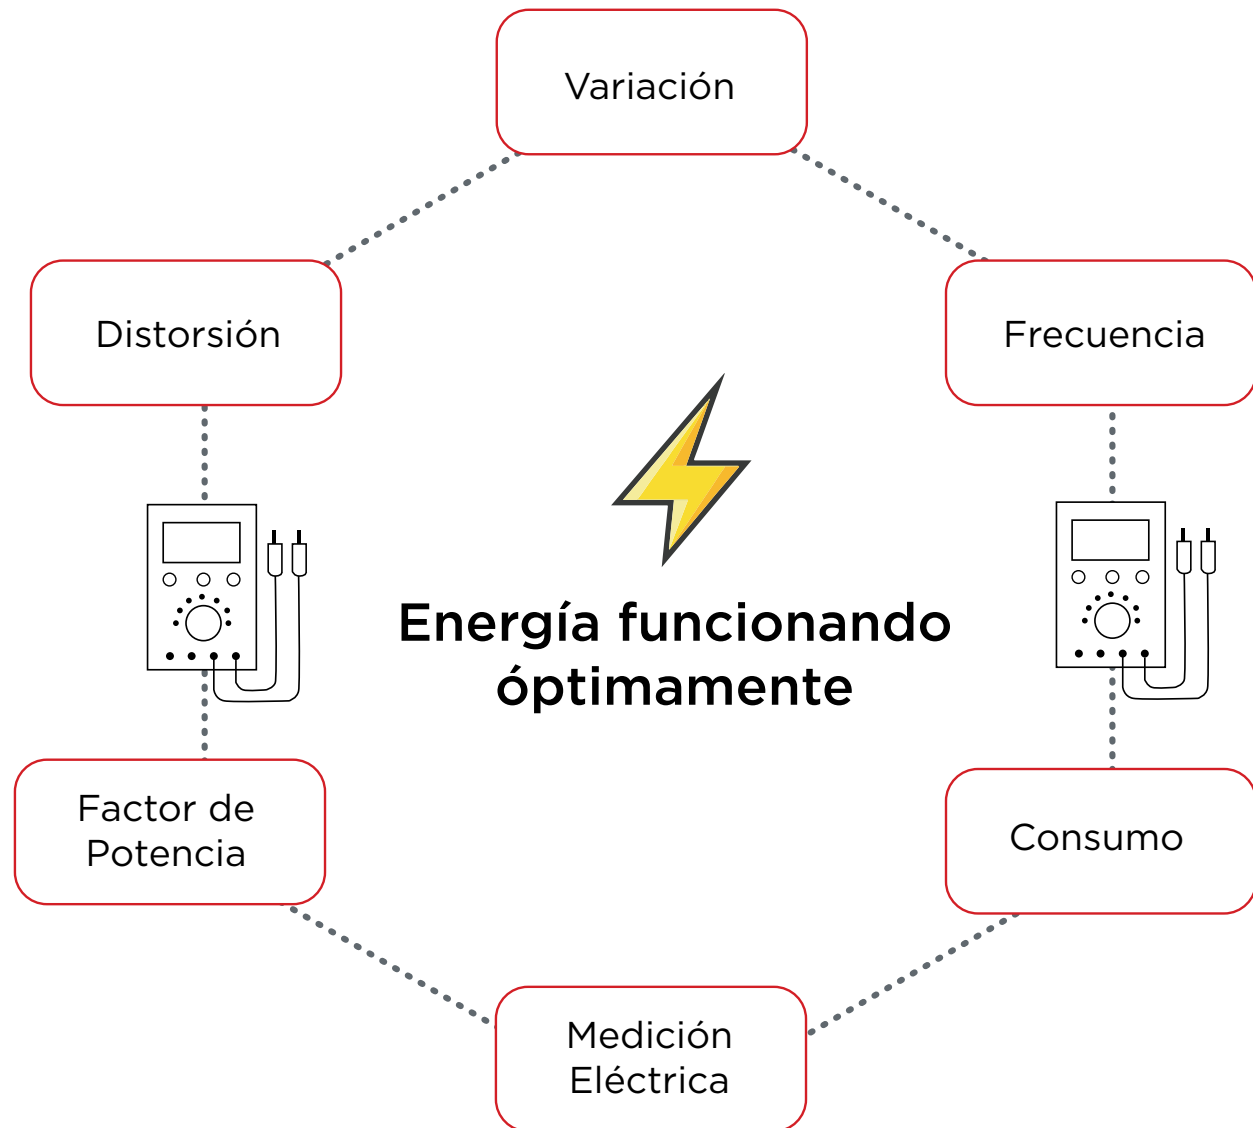 Variación
Distorsión
Frecuencia
Energía funcionando
óptimamente
Factor de
Potencia
Consumo
Medición
Eléctrica